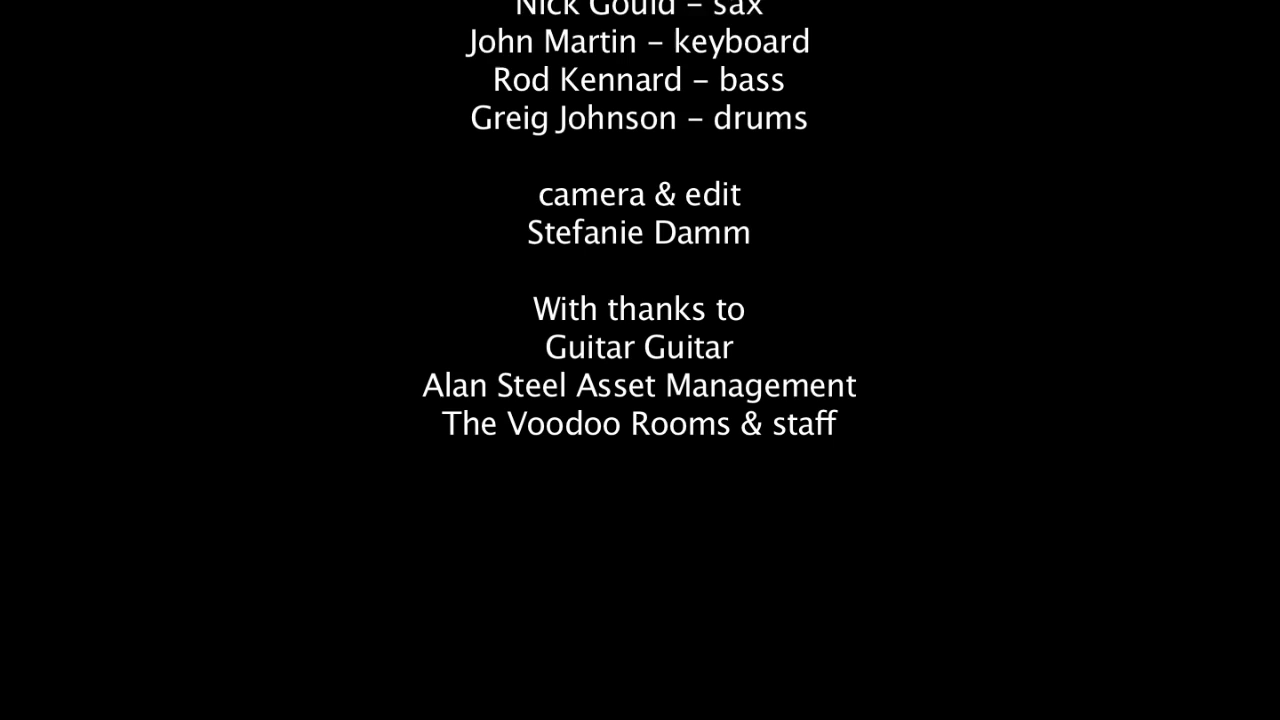 Nick Gould – sax
John Martin – keyboard
Rod Kennard – bass
Greig Johnson – drums
camera & edit
Stefanie Damm
With thanks to
Guitar Guitar
Alan Steel Asset Management
The Voodoo Rooms & staff